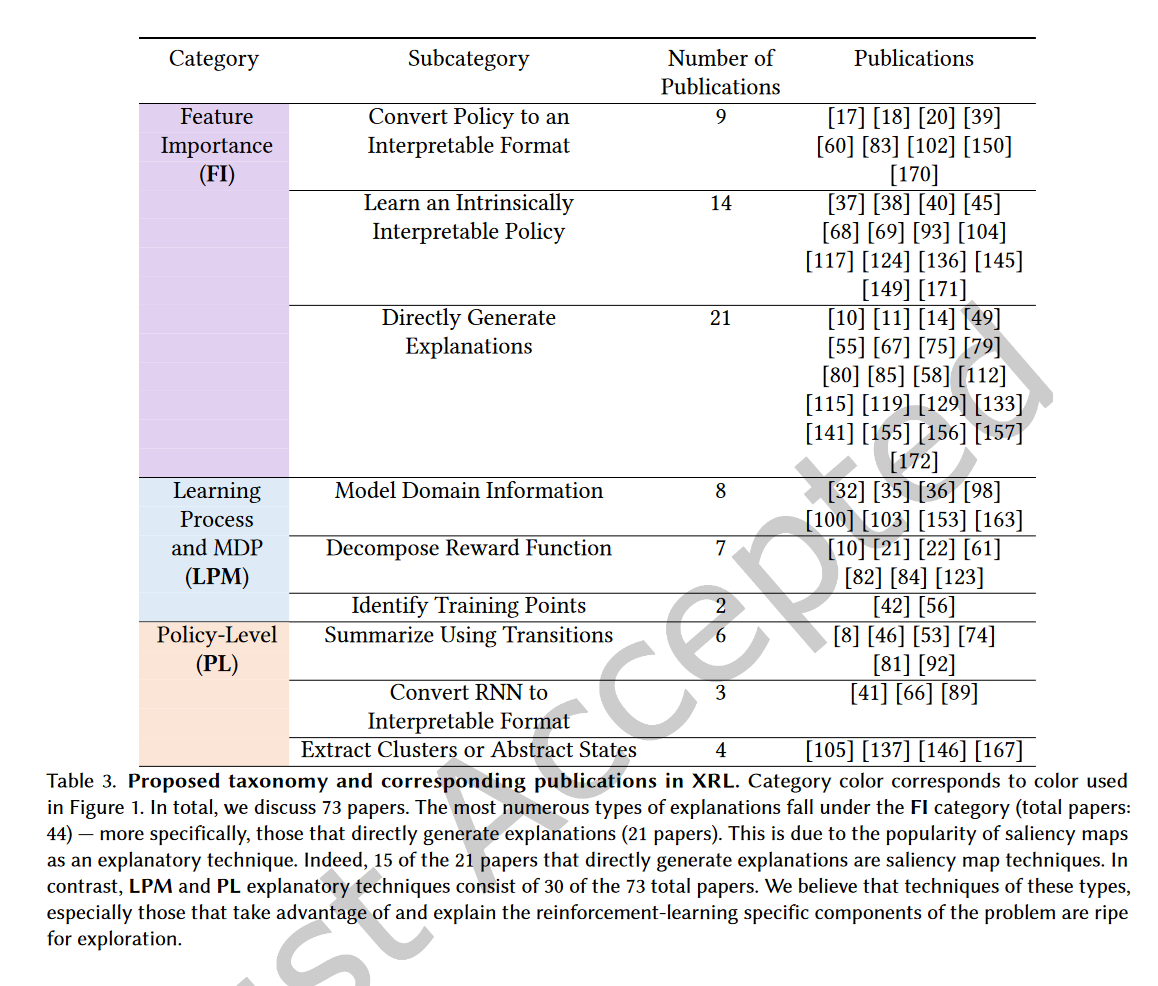 Category Subcategory Number of Publications
Publications
Feature Convert Policy to an 9 [17] [18] [20] [39]
Importance Interpretable Format [60] [83] [102] [150]
(FI) [170]
Learn an Intrinsically 14 [37] [38] [40] [45]
Interpretable Policy [68] [69] [93] [104]
[117] [124] [136] [145]
[149] [171]
Directly Generate 21 [10] [11] [14] [49]
Explanations [55] [67] [75] [79]
[80] [85] [58] [112]
[115] [119] [129] [133]
[141] [155] [156] [157]
[172]
Learning Model Domain Information 8 [32] [35] [36] [98]
Process [100] [103] [153] [163]
and MDP Decompose Reward Function 7 [10] [21] [22] [61]
(LPM) [82] [84] [123]
Identify Training Points 2 [42] [56]
Policy-Level Summarize Using Transitions 6 [8] [46] [53] [74]
(PL) [81] [92]
Convert RNN to 3 [41] [66] [89]
Interpretable Format
Extract Clusters or Abstract States 4 [105] [137] [146] [167]
Table 3. Proposed taxonomy and corresponding publications in XRL. Category color corresponds to color used
in Figure 1. In total, we discuss 73 papers. The most numerous types of explanations fall under the FI category (total papers:
44) — more specifically, those that directly generate explanations (21 papers). This is due to the popularity of saliency maps
as an explanatory technique. Indeed, 15 of the 21 papers that directly generate explanations are saliency map techniques. In
contrast, LPM and PL explanatory techniques consist of 30 of the 73 total papers. We believe that techniques of these types,
especially those that take advantage of and explain the reinforcement-learning specific components of the problem are ripe
for exploration.
st Accepted